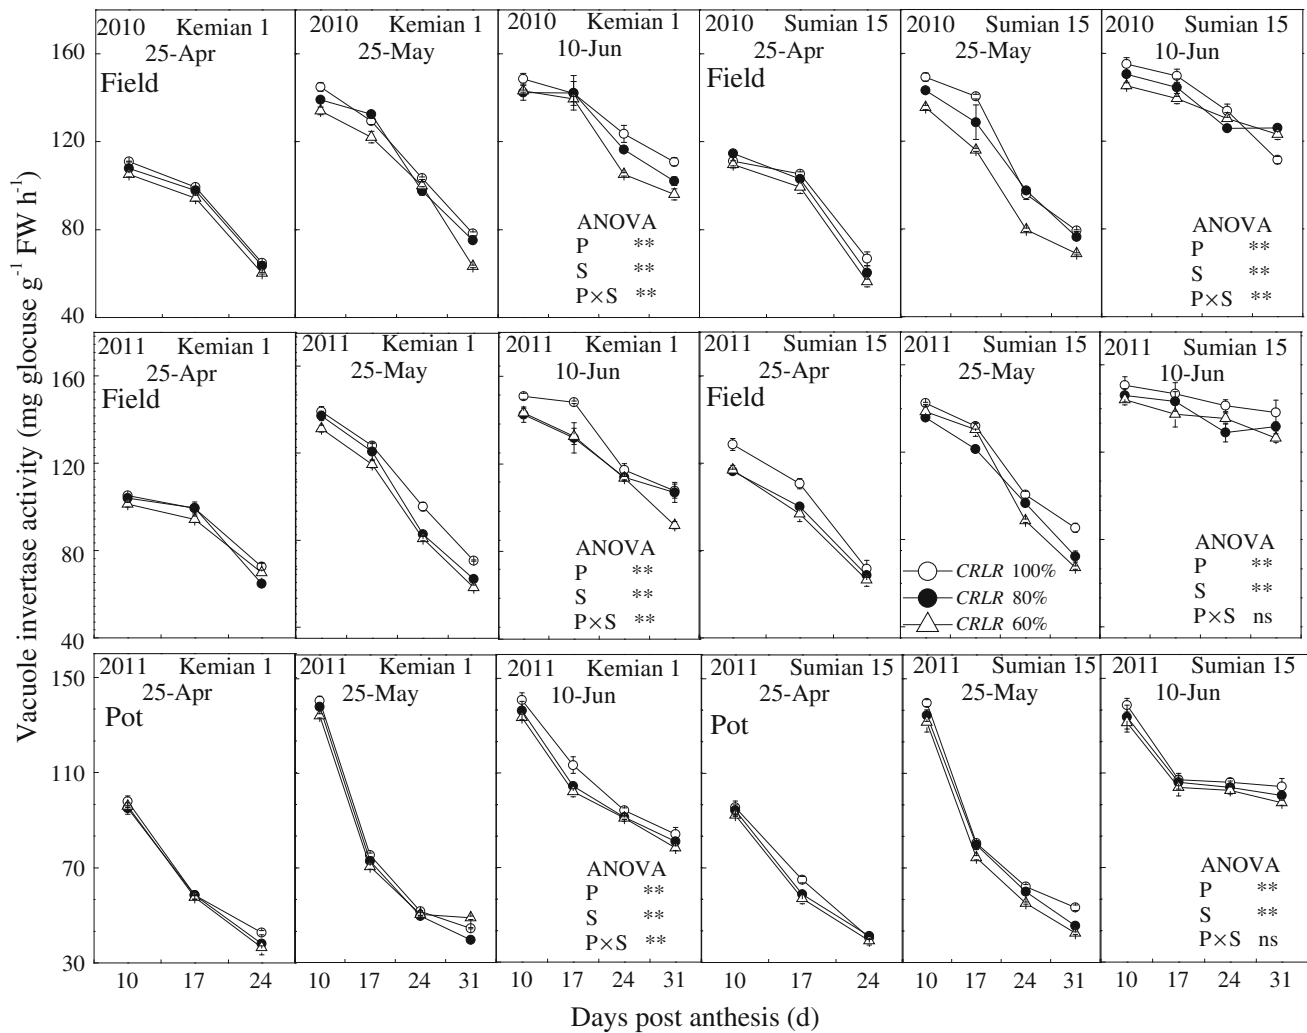 Vacuole invertase activity (mg glocuse g⁻¹ FW h⁻¹)
160
120
80
40
2010 Kemian 1
25-Apr
Field
2010 Kemian 1
25-May
2010 Kemian 1
10-Jun
ANOVA
P **
S **
P×S **
2010 Sumian 15
25-Apr
Field
2010 Sumian 15
25-May
2010 Sumian 15
10-Jun
ANOVA
P **
S **
P×S **
160
120
80
40
2011 Kemian 1
25-Apr
Field
2011 Kemian 1
25-May
2011 Kemian 1
10-Jun
ANOVA
P **
S **
P×S **
2011 Sumian 15
25-Apr
Field
2011 Sumian 15
25-May
CRLR 100%
CRLR 80%
CRLR 60%
2011 Sumian 15
10-Jun
ANOVA
P **
S **
P×S ns
150
110
70
30
2011 Kemian 1
25-Apr
Pot
2011 Kemian 1
25-May
2011 Kemian 1
10-Jun
ANOVA
P **
S **
P×S **
2011 Sumian 15
25-Apr
Pot
2011 Sumian 15
25-May
2011 Sumian 15
10-Jun
ANOVA
P **
S **
P×S ns
10 17 24 10 17 24 31 10 17 24 31 10 17 24 10 17 24 31 10 17 24 31
Days post anthesis (d)